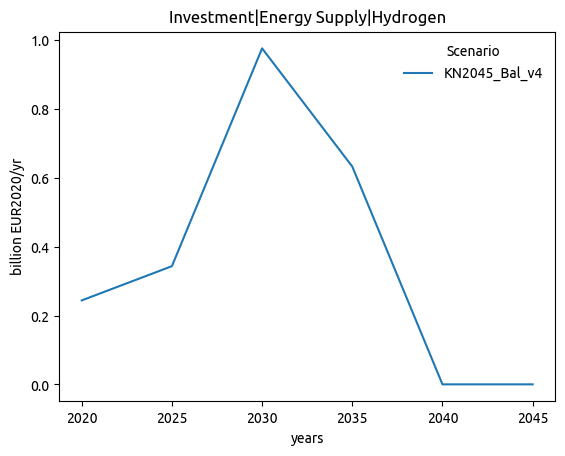 Investment|Energy Supply|Hydrogen
Scenario
KN2045_Bal_v4
billion EUR2020/yr
1.0
0.8
0.6
0.4
0.2
0.0
2020 2025 2030 2035 2040 2045
years